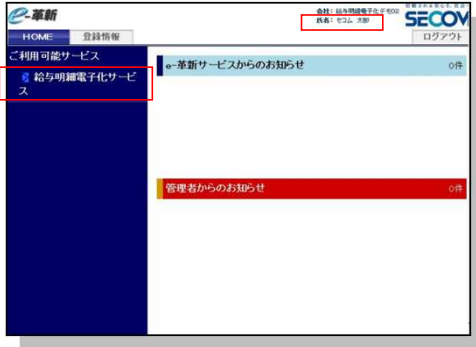 e-革新
会社: 給与明細電子化デモ02
氏名: セコム 太郎
SECOM
HOME
登録情報
ログアウト
ご利用可能サービス
給与明細電子化サービ
ス
e-革新サービスからのお知らせ
0件
管理者からのお知らせ
0件